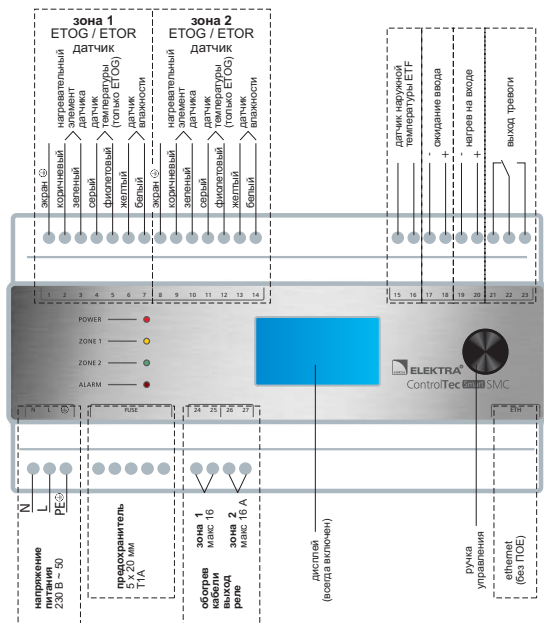 зона 1
ETOG / ETOR
датчик
зона 2
ETOG / ETOR
датчик
экран
коричневый
зеленый
серый
фиолетовый
желтый
белый
нагревательный
элемент
датчика
датчик
температуры
(только ETOG)
датчик
влажности
экран
коричневый
зеленый
серый
фиолетовый
желтый
белый
нагревательный
элемент
датчика
датчик
температуры
(только ETOG)
датчик
влажности
датчик наружной
температуры ETF
- ожидание ввода
+
- нагрев на входе
+
выход тревоги
1 2 3 4 5 6 7 8 9 10 11 12 13 14
15 16 17 18 19 20 21 22 23
POWER
ZONE 1
ZONE 2
ALARM
ELEKTRA®
ControlTec Smart SMC
N L
FUSE
24 25 26 27
ETH
N
L
PE
напряжение
питания
230 В ~ 50
предохранитель
5 x 20 мм
T1A
зона 1
макс 16
зона 2
макс 16 А
обогрев
кабели
выход
реле
дисплей
(всегда включен)
ручка
управления
ethernet
(без ПОЕ)